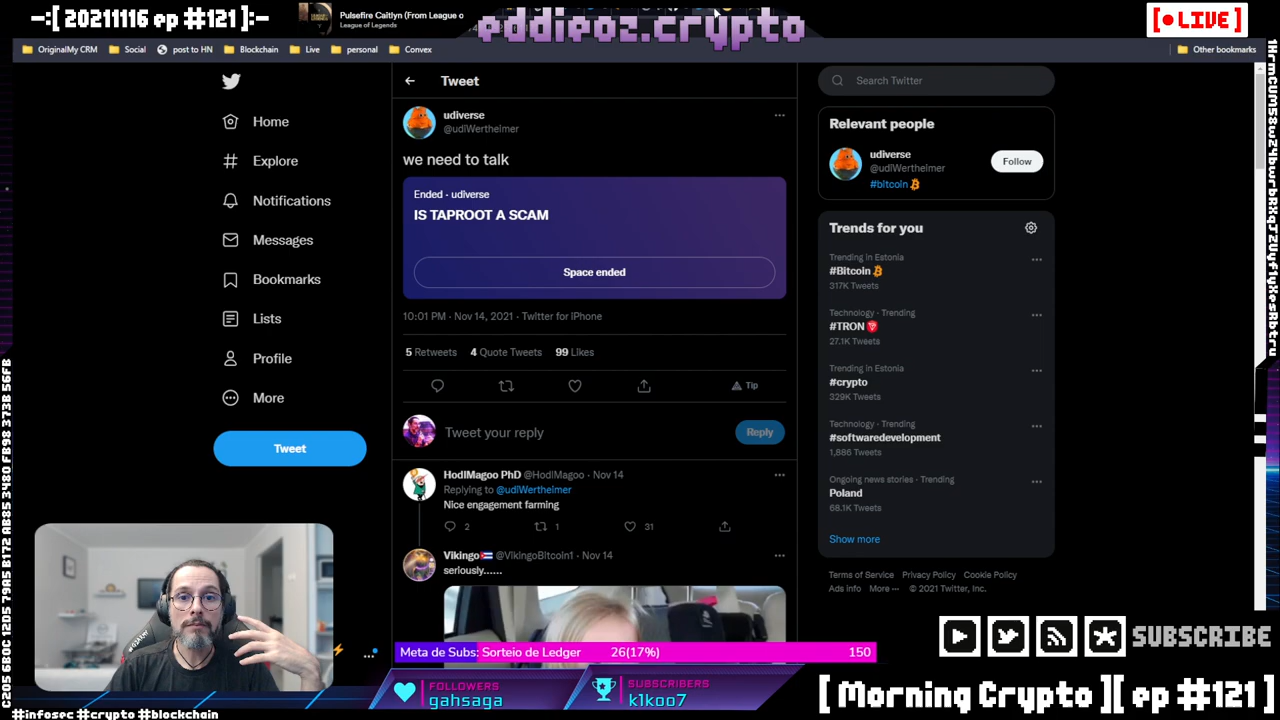 -:[ 20211116 ep #121]:-
Pulsefire Caitlyn (From League o
League of Legends
eddieoz.crypto
[●LIVE]
OriginalMy CRM
Social
post to HN
Blockchain
Live
personal
Convex
Other bookmarks
Home
Explore
Notifications
Messages
Bookmarks
Lists
Profile
More
Tweet
Tweet
udiverse
@udiWertheimer
we need to talk
Ended - udiverse
IS TAPROOT A SCAM
Space ended
10:01 PM · Nov 14, 2021 · Twitter for iPhone
5 Retweets 4 Quote Tweets 99 Likes
Tip
Tweet your reply
Reply
HodlMagoo PhD @HodlMagoo · Nov 14
Replying to @udiWertheimer
Nice engagement farming
2 1 31
Vikingo @VikingoBitcoin1 · Nov 14
seriously......
Search Twitter
Relevant people
udiverse
@udiWertheimer
#bitcoin
Follow
Trends for you
Trending in Estonia
#Bitcoin
317K Tweets
Technology · Trending
#TRON
27.1K Tweets
Trending in Estonia
#crypto
329K Tweets
Technology · Trending
#softwaredevelopment
1,886 Tweets
Ongoing news stories · Trending
Poland
68.1K Tweets
Show more
Terms of Service Privacy Policy Cookie Policy
Ads info More ··· © 2021 Twitter, Inc.
Meta de Subs: Sorteio de Ledger 26(17%) 150
FOLLOWERS
gahsaga
SUBSCRIBERS
k1koo7
SUBSCRIBE
[ Morning Crypto ][ ep #121 ]
#infosec #crypto #blockchain